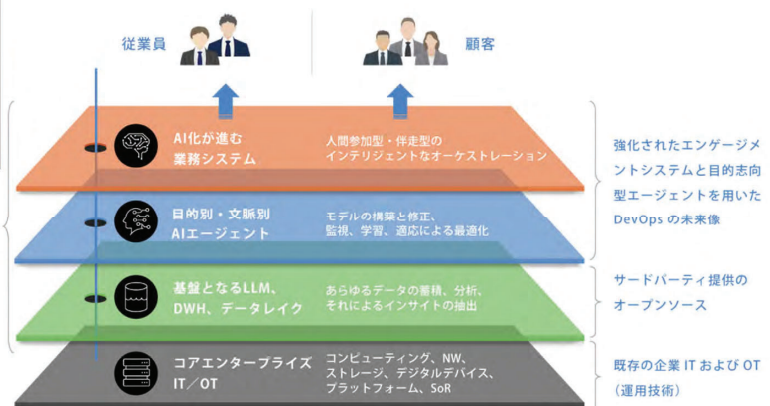 従業員
顧客
AI化が進む
業務システム
人間参加型・伴走型の
インテリジェントなオーケストレーション
目的別・文脈別
AIエージェント
モデルの構築と修正、
監視、学習、適応による最適化
基盤となるLLM、
DWH、データレイク
あらゆるデータの蓄積、分析、
それによるインサイトの抽出
コアエンタープライズ
IT／OT
コンピューティング、NW、
ストレージ、デジタルデバイス、
プラットフォーム、SoR
強化されたエンゲージメ
ントシステムと目的志向
型エージェントを用いた
DevOps の未来像
サードパーティ提供の
オープンソース
既存の企業 IT および OT
（運用技術）